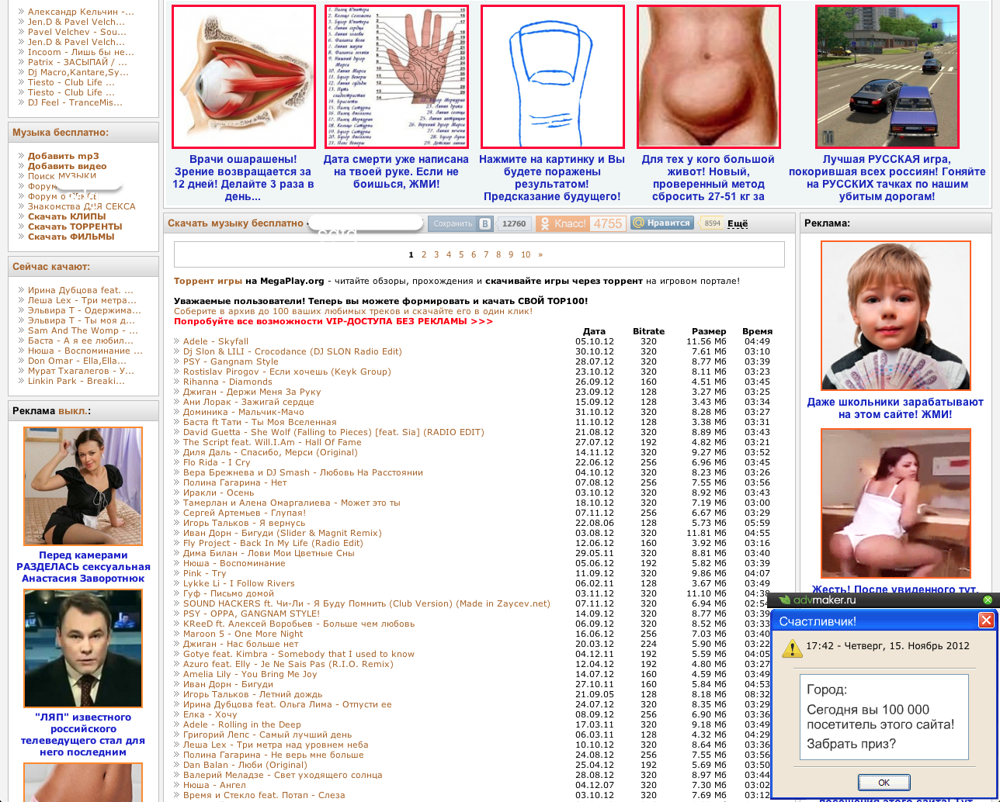 Александр Кельчин -...
Jen.D & Pavel Velch...
Pavel Velchev - Sou...
Jen.D & Pavel Velch...
Incoom - Лишь бы не...
Patrix - ЗАСЫПАЙ / ...
Dj Macro,Kantare,Sy...
Tiesto - Club Life ...
Tiesto - Club Life ...
DJ Feel - TranceMis...
Музыка бесплатно:
Добавить mp3
Добавить видео
Поиск МУЗЫКИ
Форум
Форум о
Знакомства ДЛЯ СЕКСА
Скачать КЛИПЫ
Скачать ТОРРЕНТЫ
Скачать ФИЛЬМЫ
Сейчас качают:
Ирина Дубцова feat. ...
Леша Lex - Три метра...
Эльвира Т - Одержима...
Эльвира Т - Ты моя д...
Sam And The Womp - ...
Баста - А я ее любил...
Нюша - Воспоминание ...
Don Omar - Ella,Ella...
Мурат Тхагалегов - У...
Linkin Park - Breaki...
Реклама выкл.:
Перед камерами
РАЗДЕЛАСЬ сексуальная
Анастасия Заворотнюк
"ЛЯП" известного
российского
телеведущего стал для
него последним
Врачи ошарашены!
Зрение возвращается за
12 дней! Делайте 3 раза в
день...
Дата смерти уже написана
на твоей руке. Если не
боишься, ЖМИ!
Нажмите на картинку и Вы
будете поражены
результатом!
Предсказание будущего!
Для тех у кого большой
живот! Новый,
проверенный метод
сбросить 27-51 кг за
Лучшая РУССКАЯ игра,
покорившая всех россиян! Гоняйте
на РУССКИХ тачках по нашим
убитым дорогам!
Скачать музыку бесплатно -
Сохранить B 12760 Класс! 4755 @ Нравится 8594 Ещё
1 2 3 4 5 6 7 8 9 10 »
Торрент игры на MegaPlay.org - читайте обзоры, прохождения и скачивайте игры через торрент на игровом портале!
Уважаемые пользователи! Теперь вы можете формировать и качать СВОЙ TOP100!
Соберите в архив до 100 ваших любимых треков и скачайте его в один клик!
Попробуйте все возможности VIP-ДОСТУПА БЕЗ РЕКЛАМЫ >>>
Дата Bitrate Размер Время
Adele - Skyfall 05.10.12 320 11.56 Мб 04:49
Dj Slon & LILI - Crocodance (DJ SLON Radio Edit) 30.10.12 320 7.61 Мб 03:10
PSY - Gangnam Style 28.07.12 320 8.77 Мб 03:39
Rostislav Pirogov - Если хочешь (Keyk Group) 23.10.12 320 8.11 Мб 03:23
Rihanna - Diamonds 26.09.12 160 4.51 Мб 03:45
Джиган - Держи Меня За Руку 23.09.12 128 3.27 Мб 03:25
Ани Лорак - Зажигай сердце 15.09.12 128 3.43 Мб 03:34
Доминика - Мальчик-Мачо 31.10.12 320 8.28 Мб 03:27
Баста ft Тати - Ты Моя Вселенная 11.10.12 128 3.38 Мб 03:31
David Guetta - She Wolf (Falling to Pieces) [feat. Sia] (RADIO EDIT) 21.08.12 320 8.89 Мб 03:43
The Script feat. Will.I.Am - Hall Of Fame 27.07.12 192 4.82 Мб 03:21
Диля Даль - Спасибо, Мерси (Original) 14.11.12 320 9.27 Мб 03:52
Flo Rida - I Cry 22.06.12 256 6.96 Мб 03:45
Вера Брежнева и DJ Smash - Любовь На Расстоянии 04.10.12 320 8.23 Мб 03:26
Полина Гагарина - Нет 07.08.12 256 7.55 Мб 03:56
Иракли - Осень 03.10.12 320 8.92 Мб 03:43
Тамерлан и Алена Омаргалиева - Может это ты 18.10.12 320 7.19 Мб 03:00
Сергей Артемьев - Глупая! 07.11.12 256 6.67 Мб 03:29
Игорь Тальков - Я вернусь 22.08.06 128 5.73 Мб 05:59
Иван Дорн - Бигуди (Slider & Magnit Remix) 03.08.12 320 11.81 Мб 04:55
Fly Project - Back In My Life (Radio Edit) 12.06.12 160 3.92 Мб 03:16
Дима Билан - Лови Мои Цветные Сны 29.05.11 320 8.81 Мб 03:40
Нюша - Воспоминание 05.06.12 192 5.82 Мб 03:39
Pink - Try 11.09.12 320 9.86 Мб 04:07
Lykke Li - I Follow Rivers 06.02.11 128 3.67 Мб 03:49
Гуф - Письмо домой 03.11.12 320 11.10 Мб 04:38
SOUND HACKERS ft. Чи-Ли - Я Буду Помнить (Club Version) (Made in Zaycev.net) 07.11.12 320 6.94 Мб 02:54
PSY - OPPA, GANGNAM STYLE! 14.09.12 320 8.77 Мб 03:39
KReeD ft. Алексей Воробьев - Больше чем любовь 06.09.12 320 8.52 Мб 03:33
Maroon 5 - One More Night 16.06.12 256 7.03 Мб 03:40
Джиган - Нас больше нет 20.03.12 224 5.90 Мб 03:22
Gotye feat. Kimbra - Somebody that I used to know 04.12.11 192 5.59 Мб 04:05
Azuro feat. Elly - Je Ne Sais Pas (R.I.O. Remix) 12.04.12 192 4.80 Мб 03:27
Amelia Lily - You Bring Me Joy 14.07.12 160 4.59 Мб 03:49
Иван Дорн - Бигуди 27.10.11 160 5.84 Мб 04:53
Игорь Тальков - Летний дождь 21.09.05 128 8.18 Мб 08:32
Ирина Дубцова feat. Ольга Лима - Отпусти ее 24.07.12 320 8.35 Мб 03:29
Елка - Хочу 08.09.12 256 6.90 Мб 03:36
Adele - Rolling in the Deep 17.03.11 320 9.18 Мб 03:49
Григорий Лепс - Самый лучший день 06.03.11 128 4.32 Мб 04:29
Леша Lex - Три метра над уровнем неба 10.10.12 320 8.64 Мб 03:36
Полина Гагарина - Не верь мне больше 24.08.12 256 7.55 Мб 03:56
Dan Balan - Люби (Original) 25.04.12 192 5.69 Мб 03:50
Валерий Меладзе - Свет уходящего солнца 28.08.12 320 8.97 Мб 03:44
Нюша - Ангел 04.12.07 320 7.30 Мб 03:02
Время и Стекло feat. Потап - Слеза 03.10.12 320 7.69 Мб 03:12
Реклама:
Даже школьники зарабатывают
на этом сайте! ЖМИ!
Жесть! После увиденного тут,
advmaker.ru
Счастливчик!
17:42 - Четверг, 15. Ноябрь 2012
Город:
Сегодня вы 100 000
посетитель этого сайта!
Забрать приз?
OK
посещения этого сайта! Тут